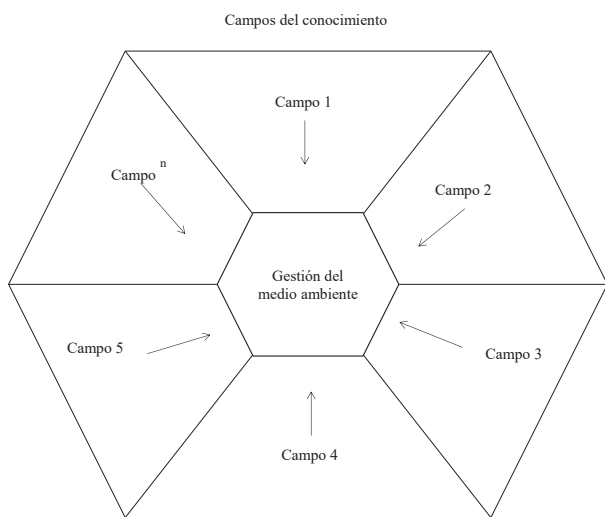 Campos del conocimiento
Campo 1
Campo n
Campo 2
Gestión del
medio ambiente
Campo 5
Campo 3
Campo 4